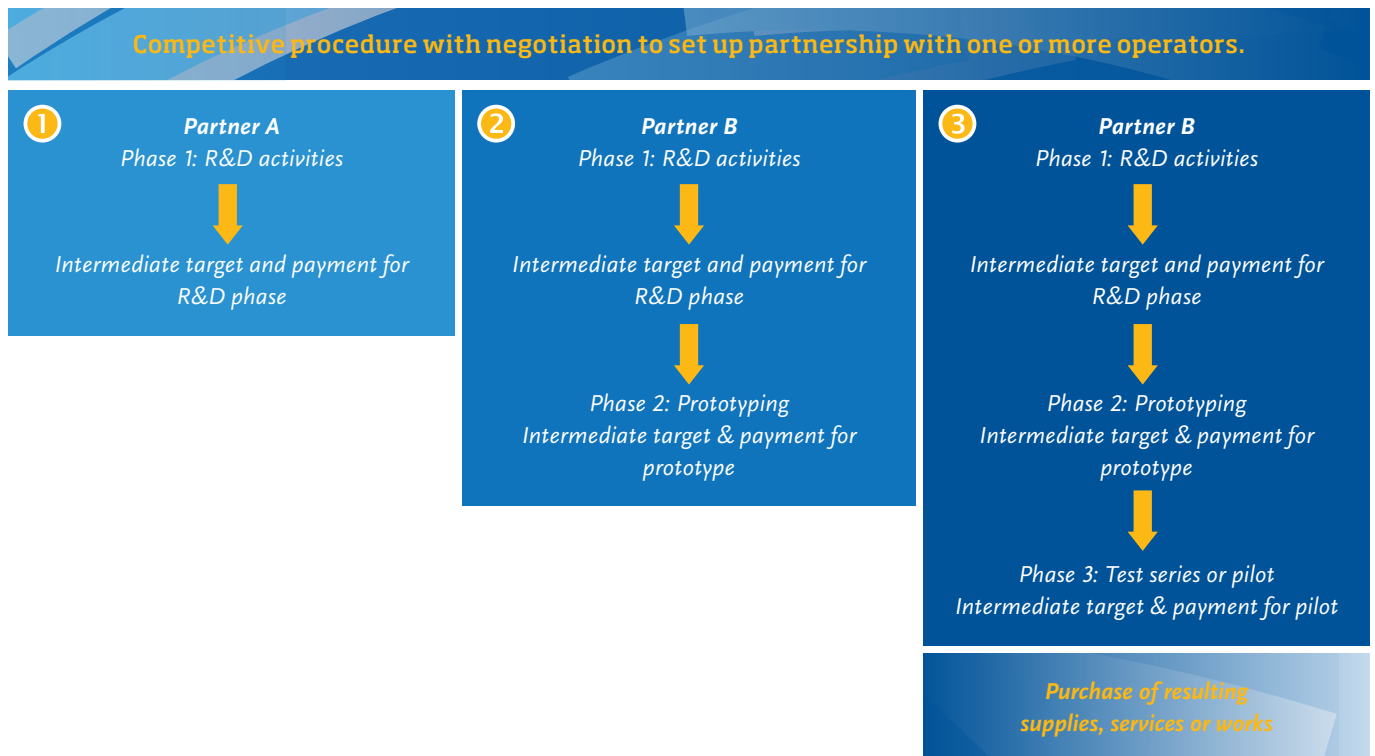 Competitive procedure with negotiation to set up partnership with one or more operators.
1
Partner A
Phase 1: R&D activities
Intermediate target and payment for
R&D phase
2
Partner B
Phase 1: R&D activities
Intermediate target and payment for
R&D phase
Phase 2: Prototyping
Intermediate target & payment for
prototype
3
Partner B
Phase 1: R&D activities
Intermediate target and payment for
R&D phase
Phase 2: Prototyping
Intermediate target & payment for
prototype
Phase 3: Test series or pilot
Intermediate target & payment for pilot
Purchase of resulting
supplies, services or works